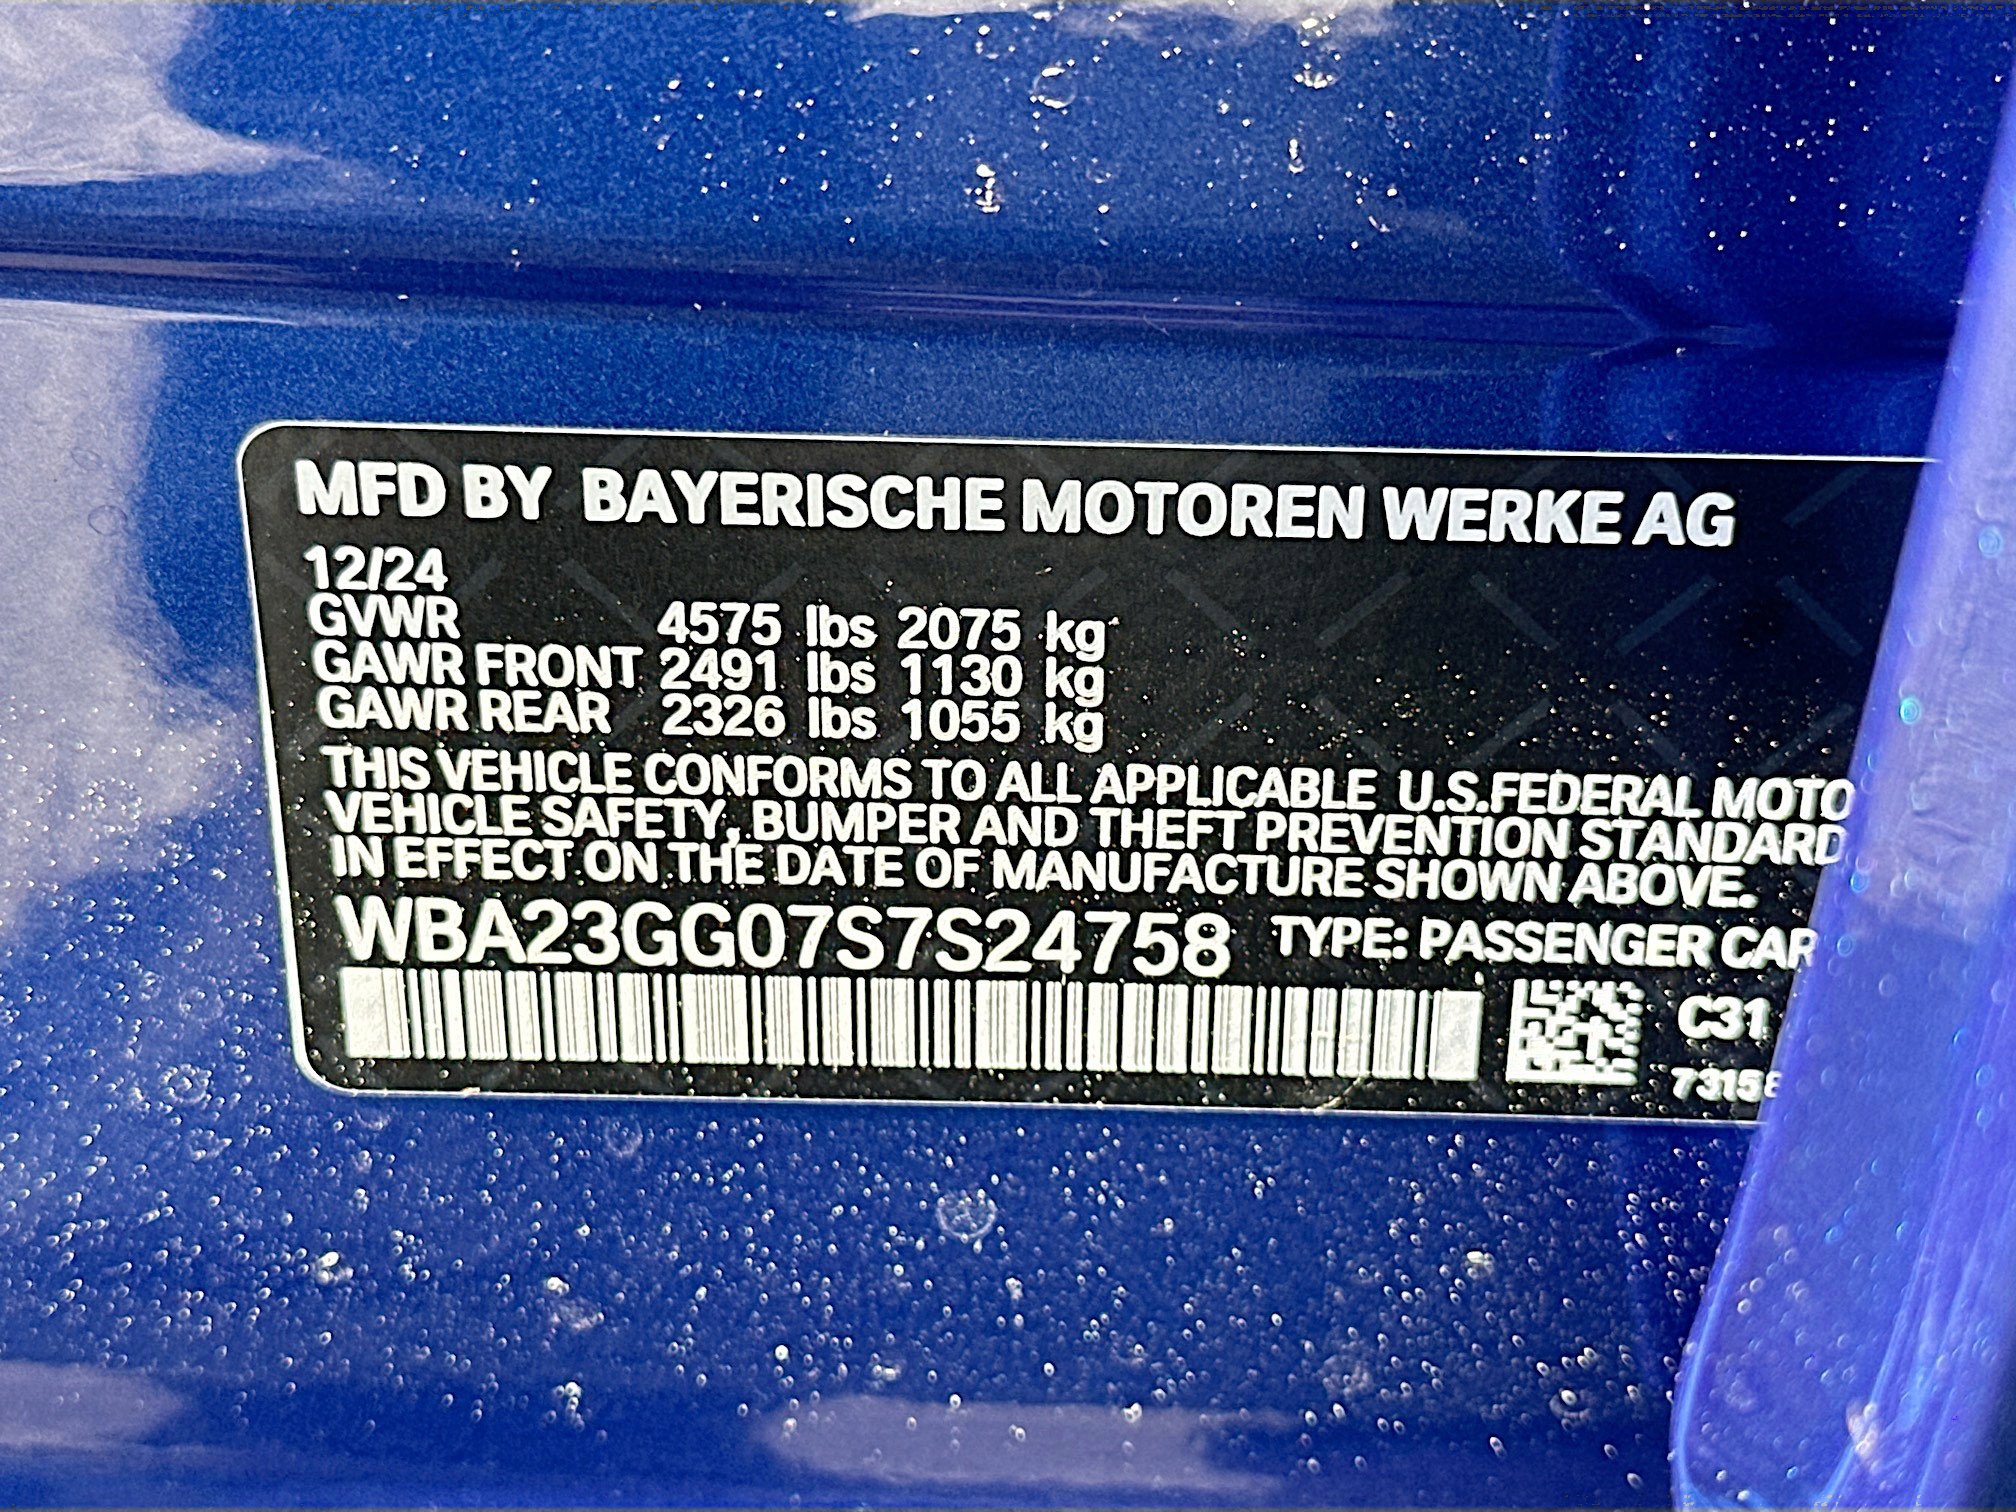 MFD BY BAYERISCHE MOTOREN WERKE AG
12/24
GVWR 4575 lbs 2075 kg
GAWR FRONT 2491 lbs 1130 kg
GAWR REAR 2326 lbs 1055 kg
THIS VEHICLE CONFORMS TO ALL APPLICABLE U.S.FEDERAL MOTO
VEHICLE SAFETY, BUMPER AND THEFT PREVENTION STANDARD
IN EFFECT ON THE DATE OF MANUFACTURE SHOWN ABOVE.
WBA23GG07S7S24758 TYPE: PASSENGER CAR
C31
7315